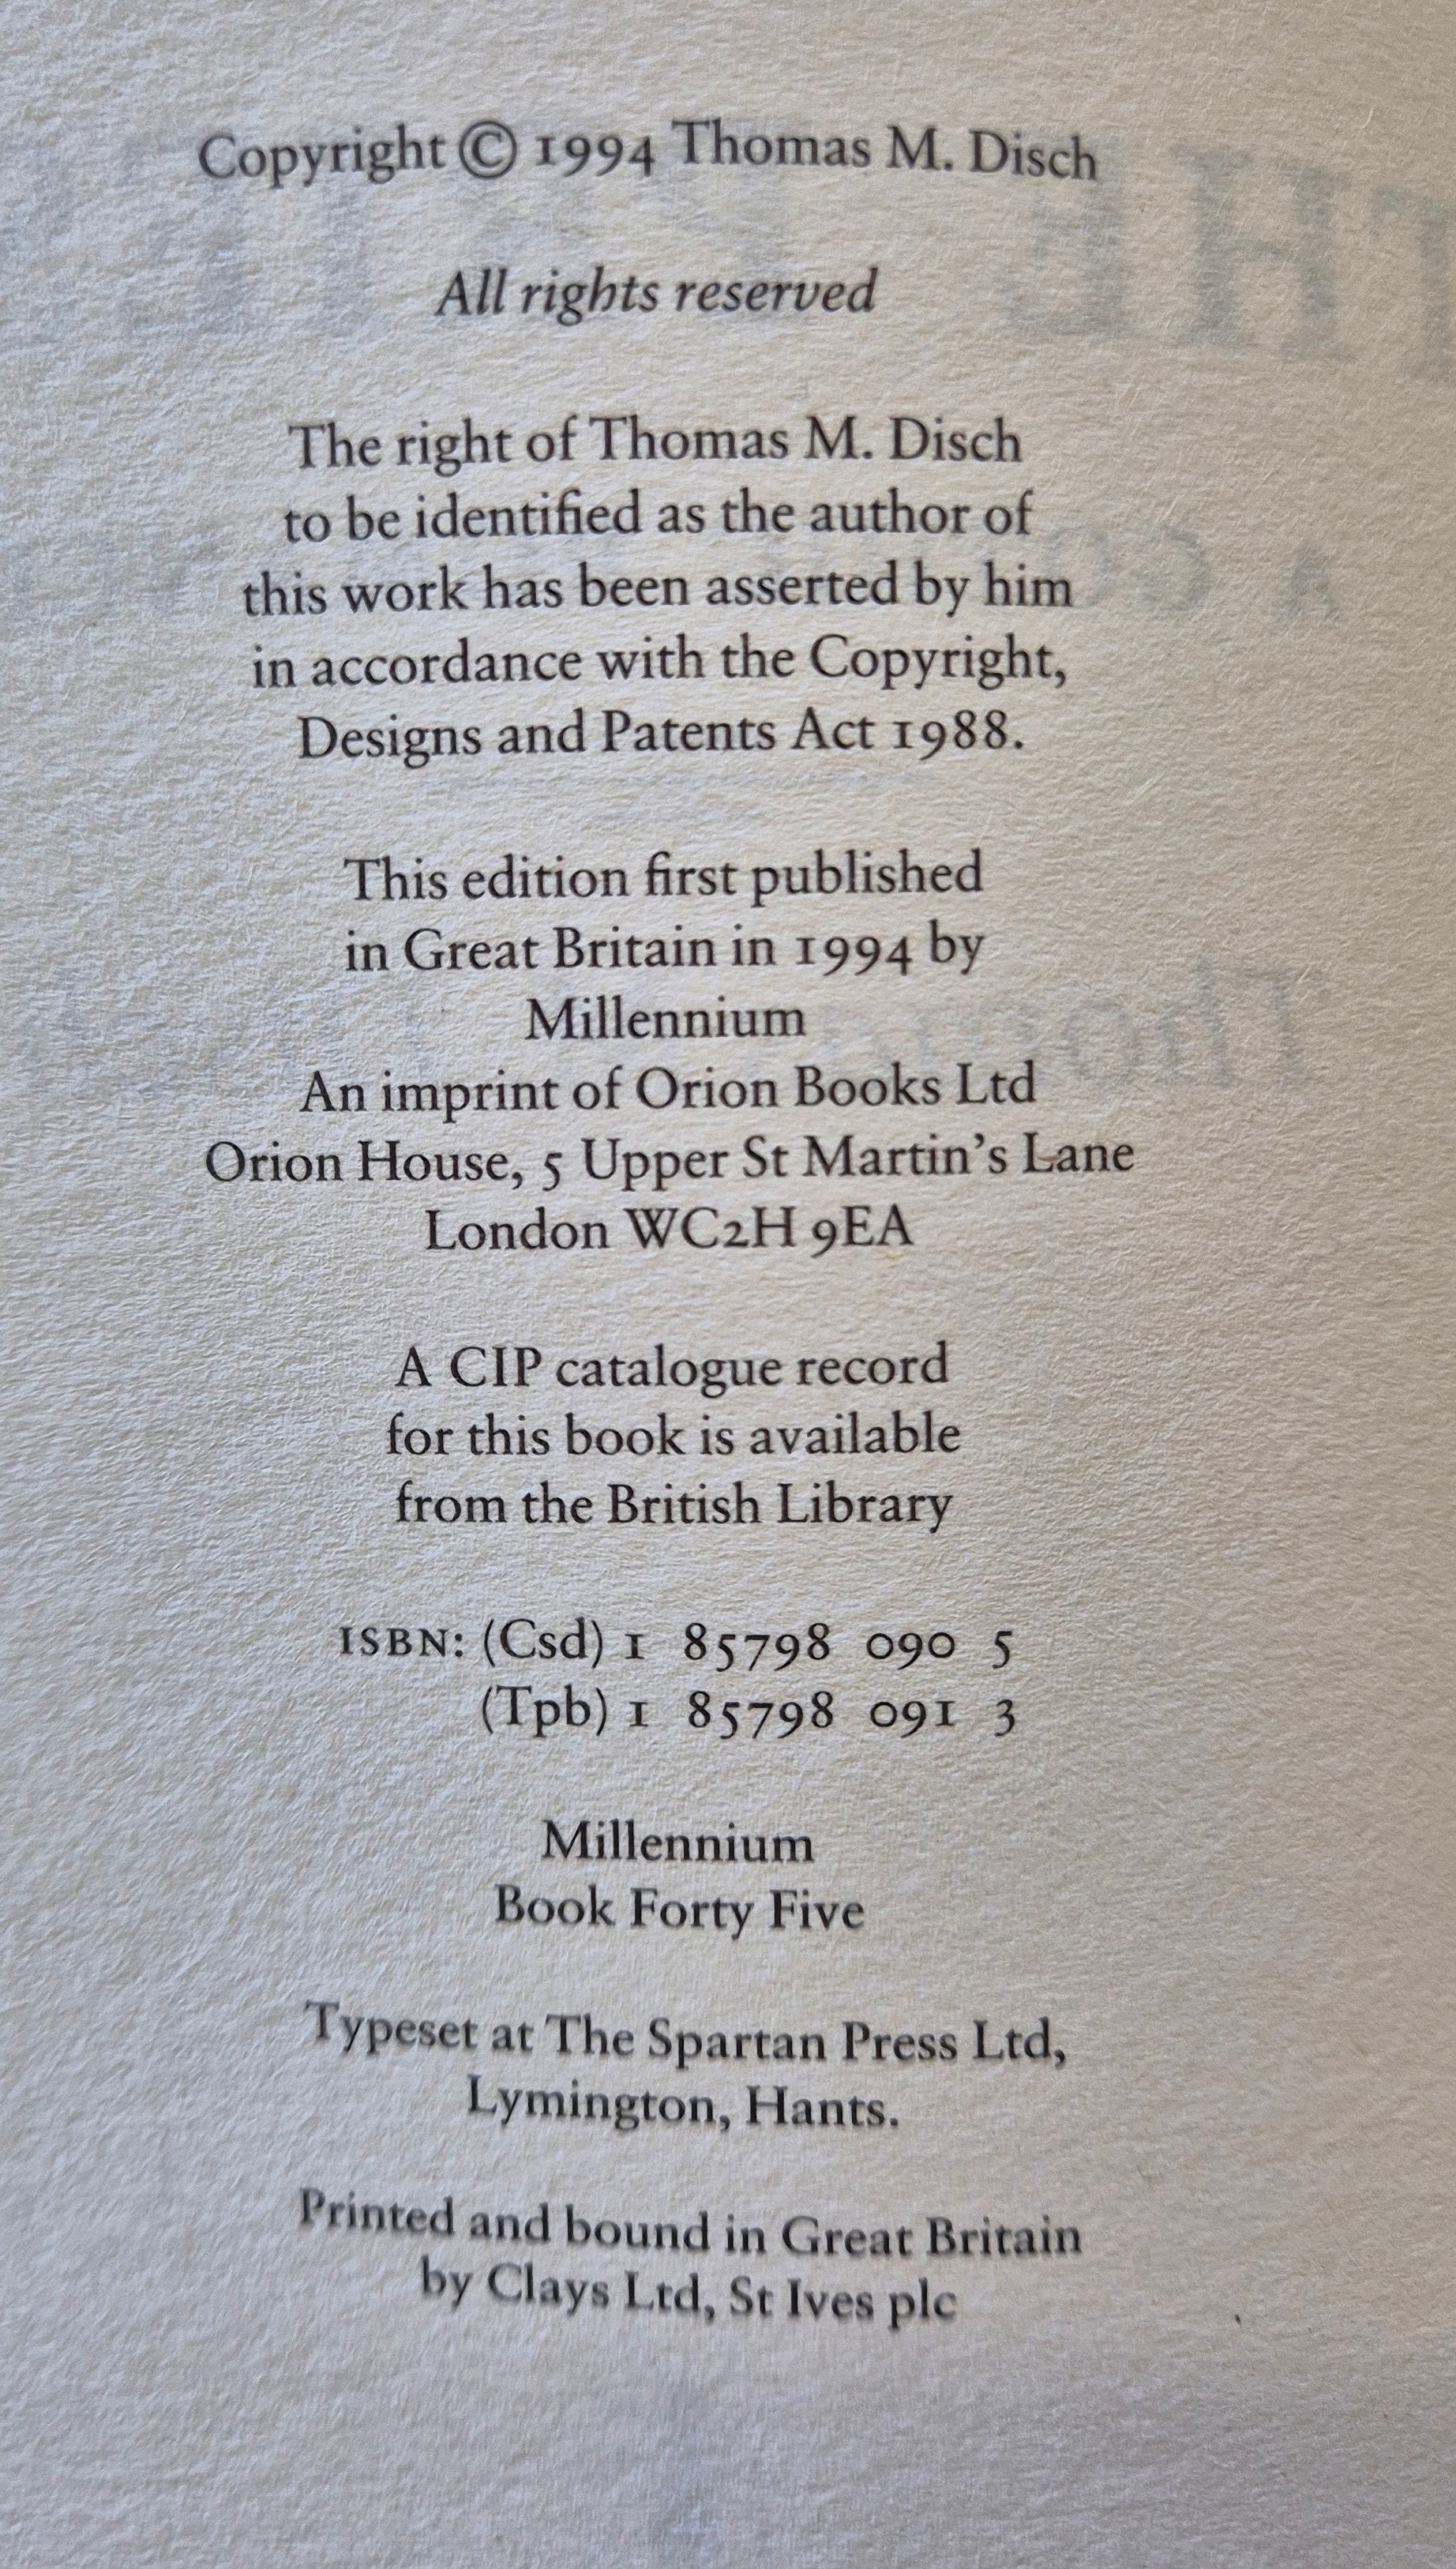 Copyright © 1994 Thomas M. Disch
All rights reserved
The right of Thomas M. Disch
to be identified as the author of
this work has been asserted by him
in accordance with the Copyright,
Designs and Patents Act 1988.
This edition first published
in Great Britain in 1994 by
Millennium
An imprint of Orion Books Ltd
Orion House, 5 Upper St Martin's Lane
London WC2H 9EA
A CIP catalogue record
for this book is available
from the British Library
ISBN: (Csd) 1 85798 090 5
(Tpb) 1 85798 091 3
Millennium
Book Forty Five
Typeset at The Spartan Press Ltd,
Lymington, Hants.
Printed and bound in Great Britain
by Clays Ltd, St Ives plc